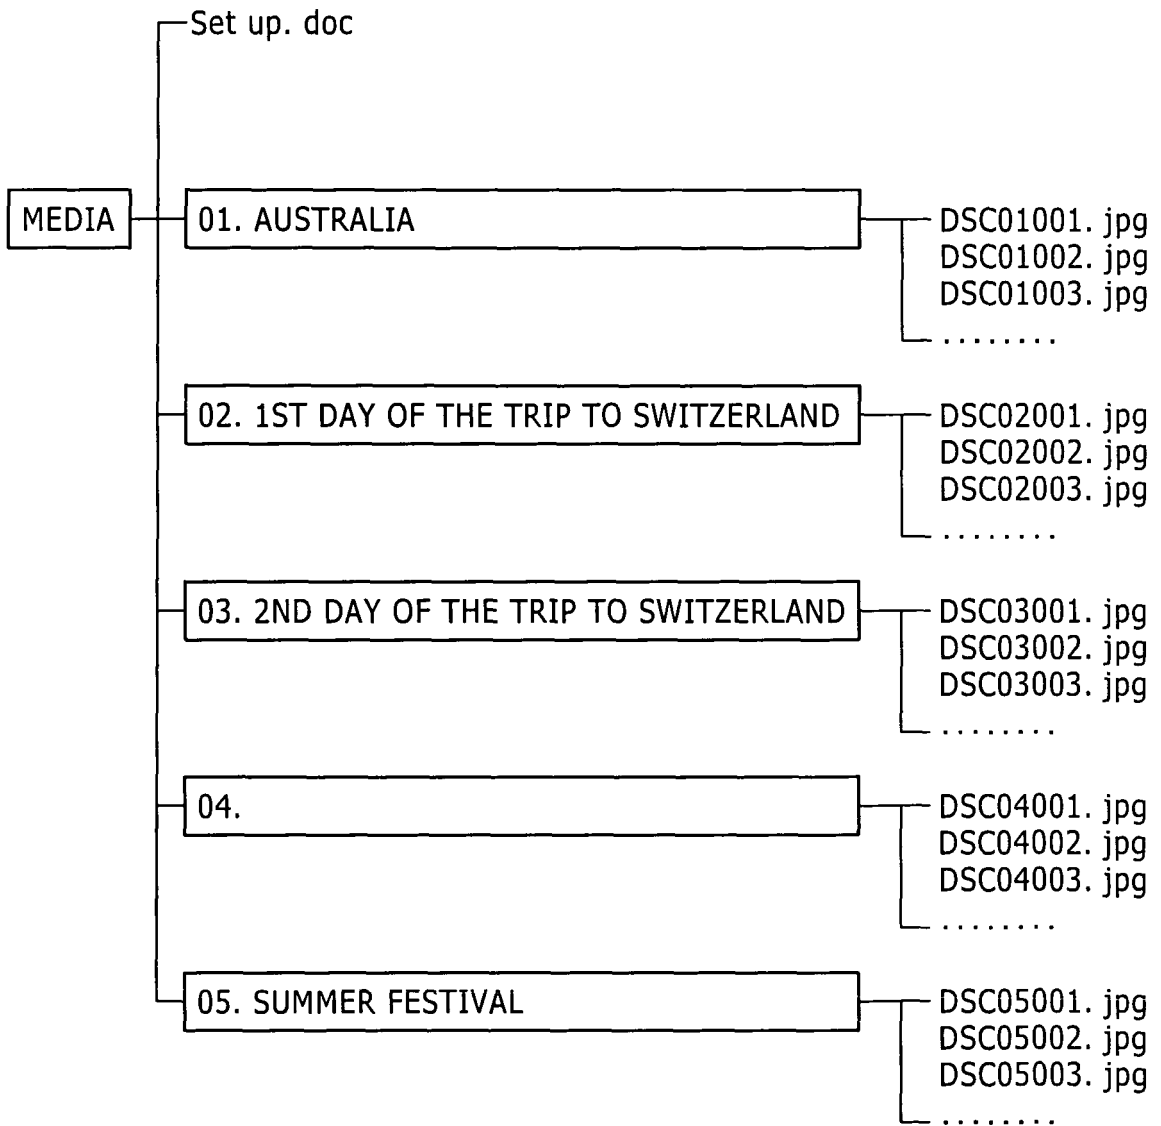 Set up. doc
MEDIA
01. AUSTRALIA
DSC01001. jpg
DSC01002. jpg
DSC01003. jpg
........
02. 1ST DAY OF THE TRIP TO SWITZERLAND
DSC02001. jpg
DSC02002. jpg
DSC02003. jpg
........
03. 2ND DAY OF THE TRIP TO SWITZERLAND
DSC03001. jpg
DSC03002. jpg
DSC03003. jpg
........
04.
DSC04001. jpg
DSC04002. jpg
DSC04003. jpg
........
05. SUMMER FESTIVAL
DSC05001. jpg
DSC05002. jpg
DSC05003. jpg
........